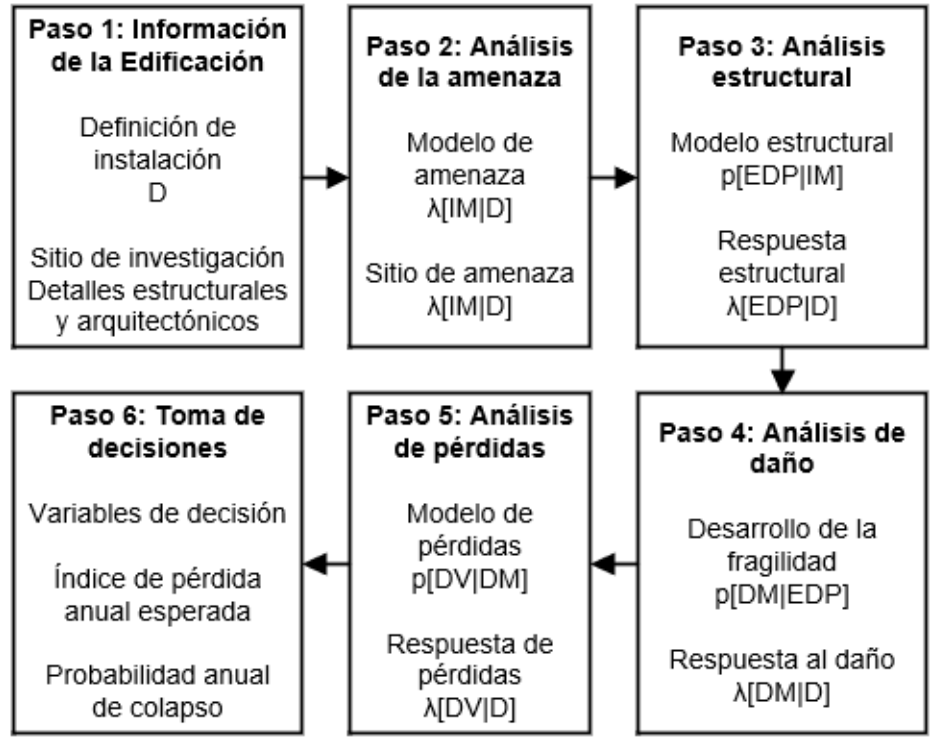 Paso 1: Información
de la Edificación
Definición de
instalación
D
Sitio de investigación
Detalles estructurales
y arquitectónicos
Paso 2: Análisis
de la amenaza
Modelo de
amenaza
λ[IM|D]
Sitio de amenaza
λ[IM|D]
Paso 3: Análisis
estructural
Modelo estructural
p[EDP|IM]
Respuesta
estructural
λ[EDP|D]
Paso 4: Análisis de
daño
Desarrollo de la
fragilidad
p[DM|EDP]
Respuesta al daño
λ[DM|D]
Paso 5: Análisis
de pérdidas
Modelo de
pérdidas
p[DV|DM]
Respuesta de
pérdidas
λ[DV|D]
Paso 6: Toma de
decisiones
Variables de decisión
Índice de pérdida
anual esperada
Probabilidad anual
de colapso